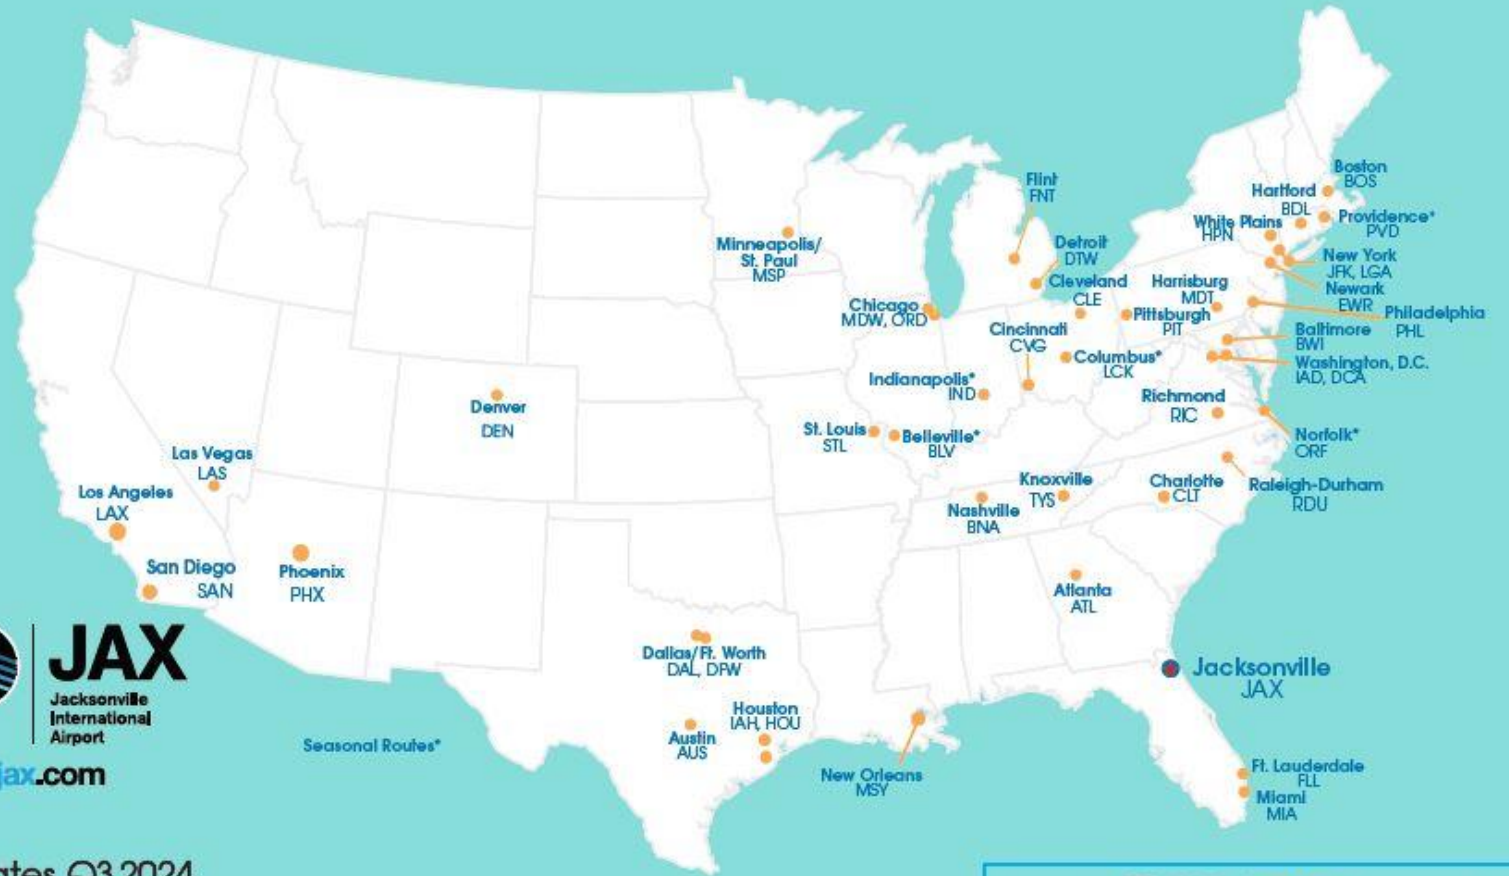 Boston
BOS
Flint
FNT
Hartford
BDL
White Plains
HPN
Providence*
PVD
Minneapolis/
St. Paul
MSP
Detroit
DTW
New York
JFK, LGA
Cleveland
CLE
Harrisburg
MDT
Newark
EWR
Chicago
MDW, ORD
Pittsburgh
PIT
Philadelphia
PHL
Cincinnati
CVG
Baltimore
BWI
Columbus*
LCK
Washington, D.C.
IAD, DCA
Indianapolis*
IND
Richmond
RIC
Denver
DEN
St. Louis
STL
Belleville*
BLV
Norfolk*
ORF
Las Vegas
LAS
Los Angeles
LAX
Knoxville
TYS
Charlotte
CLT
Raleigh-Durham
RDU
Nashville
BNA
San Diego
SAN
Phoenix
PHX
Atlanta
ATL
JAX
Jacksonville
International
Airport
jax.com
Dallas/Ft. Worth
DAL, DFW
Jacksonville
JAX
Houston
IAH, HOU
Austin
AUS
Seasonal Routes*
New Orleans
MSY
Ft. Lauderdale
FLL
Miami
MIA
Q3 2024